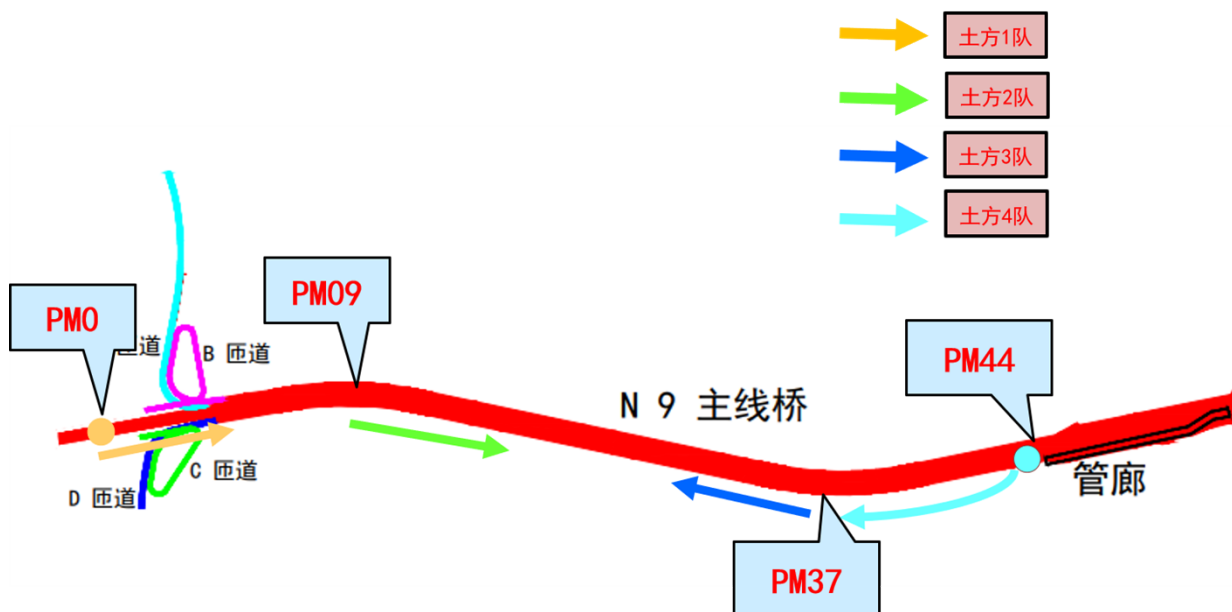 土方1队
土方2队
土方3队
土方4队
PM09
PM0
匝道
B 匝道
PM44
N 9 主线桥
C 匝道
D 匝道
管廊
PM37